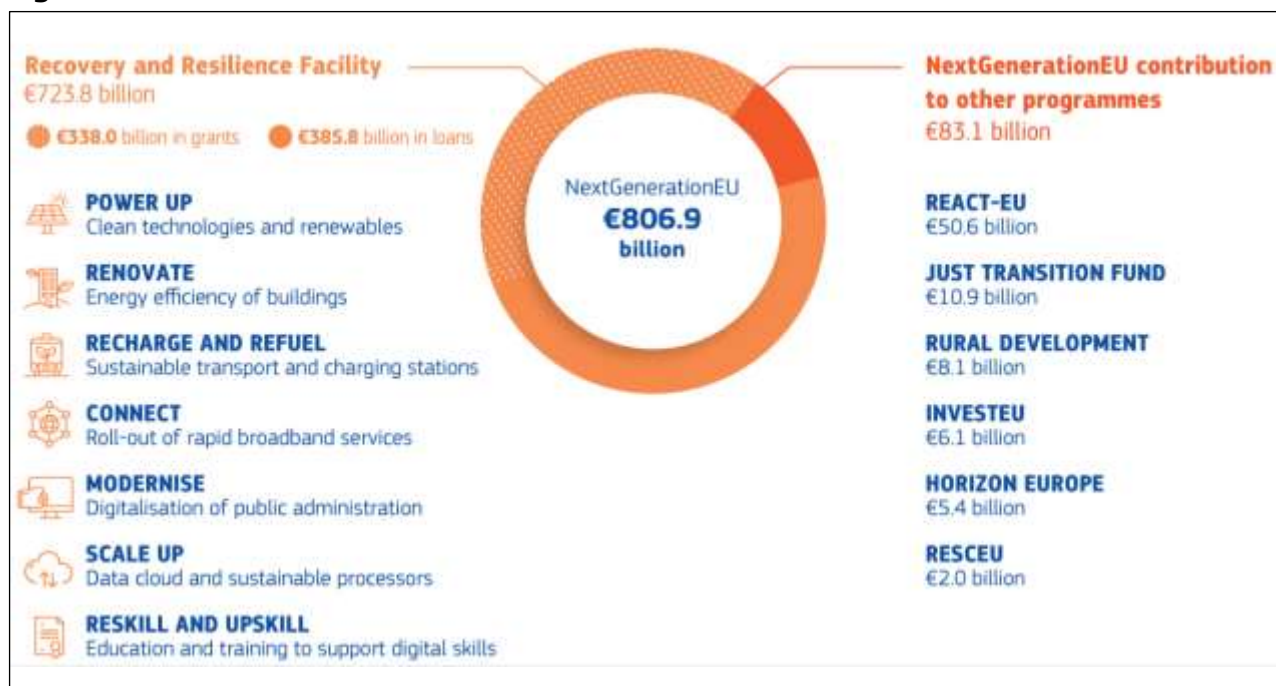 Recovery and Resilience Facility
€723.8 billion
€338.0 billion in grants €385.8 billion in loans
POWER UP
Clean technologies and renewables
RENOVATE
Energy efficiency of buildings
RECHARGE AND REFUEL
Sustainable transport and charging stations
CONNECT
Roll-out of rapid broadband services
MODERNISE
Digitalisation of public administration
SCALE UP
Data cloud and sustainable processors
RESKILL AND UPSKILL
Education and training to support digital skills
NextGenerationEU
€806.9
billion
NextGenerationEU contribution
to other programmes
€83.1 billion
REACT-EU
€50.6 billion
JUST TRANSITION FUND
€10.9 billion
RURAL DEVELOPMENT
€8.1 billion
INVESTEU
€6.1 billion
HORIZON EUROPE
€5.4 billion
RESCEU
€2.0 billion